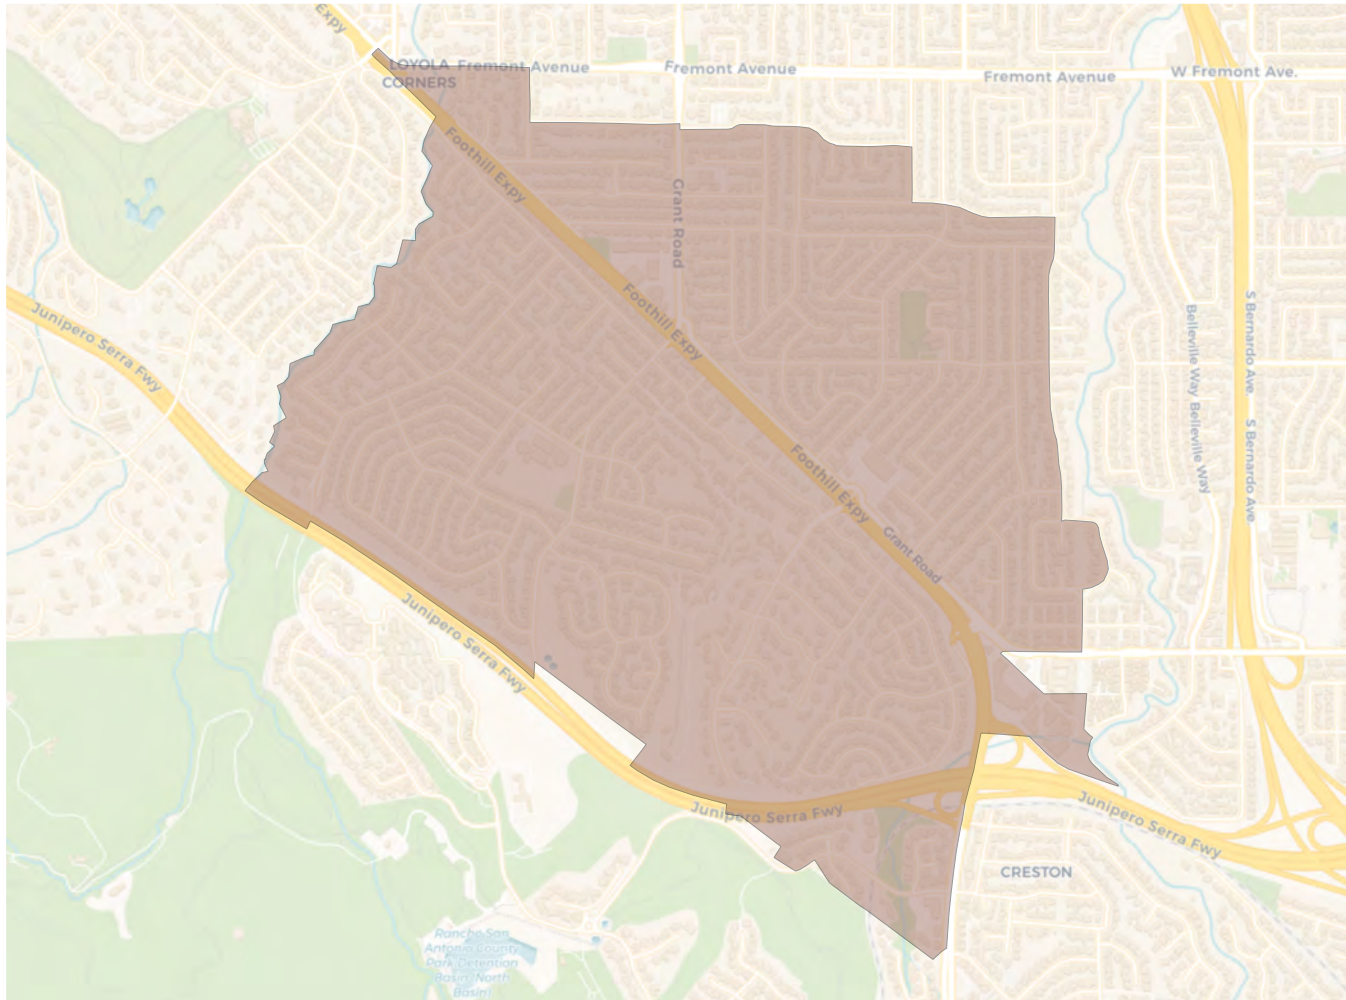 Expy
LOYOLA
CORNERS
Fremont Avenue
Fremont Avenue
Fremont Avenue
W Fremont Ave.
Foothill Expy
Grant Road
Foothill Expy
Junipero Serra Fwy
Belleville Way
Belleville Way
S Bernardo Ave.
S Bernardo Ave
Foothill Expy
Grant Road
Junipero Serra Fwy
Junipero Serra Fwy
Junipero Serra Fwy
CRESTON
Rancho San
Antonio County
Park Detention
Basin (North
Basin)